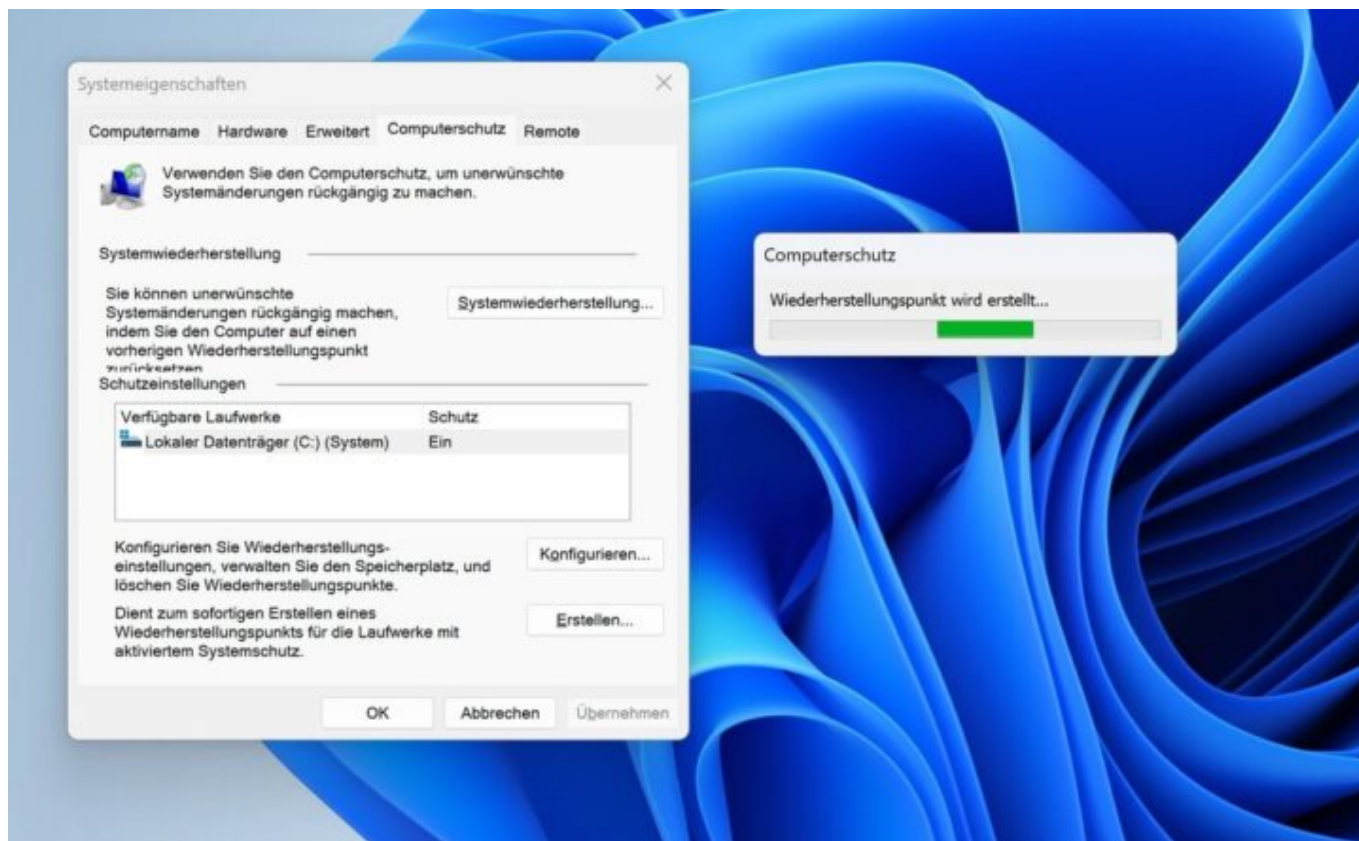 Systemeigenschaften
Computername Hardware Erweitert Computerschutz Remote
Verwenden Sie den Computerschutz, um unerwünschte
Systemänderungen rückgängig zu machen.
Systemwiederherstellung
Sie können unerwünschte
Systemänderungen rückgängig machen,
indem Sie den Computer auf einen
vorherigen Wiederherstellungspunkt
zurücksetzen
Systemwiederherstellung...
Schutzeinstellungen
Verfügbare Laufwerke Schutz
Lokaler Datenträger (C:) (System) Ein
Konfigurieren Sie Wiederherstellungs-
einstellungen, verwalten Sie den Speicherplatz, und
löschen Sie Wiederherstellungspunkte.
Konfigurieren...
Dient zum sofortigen Erstellen eines
Wiederherstellungspunkts für die Laufwerke mit
aktiviertem Systemschutz.
Erstellen...
OK Abbrechen Übernehmen
Computerschutz
Wiederherstellungspunkt wird erstellt...